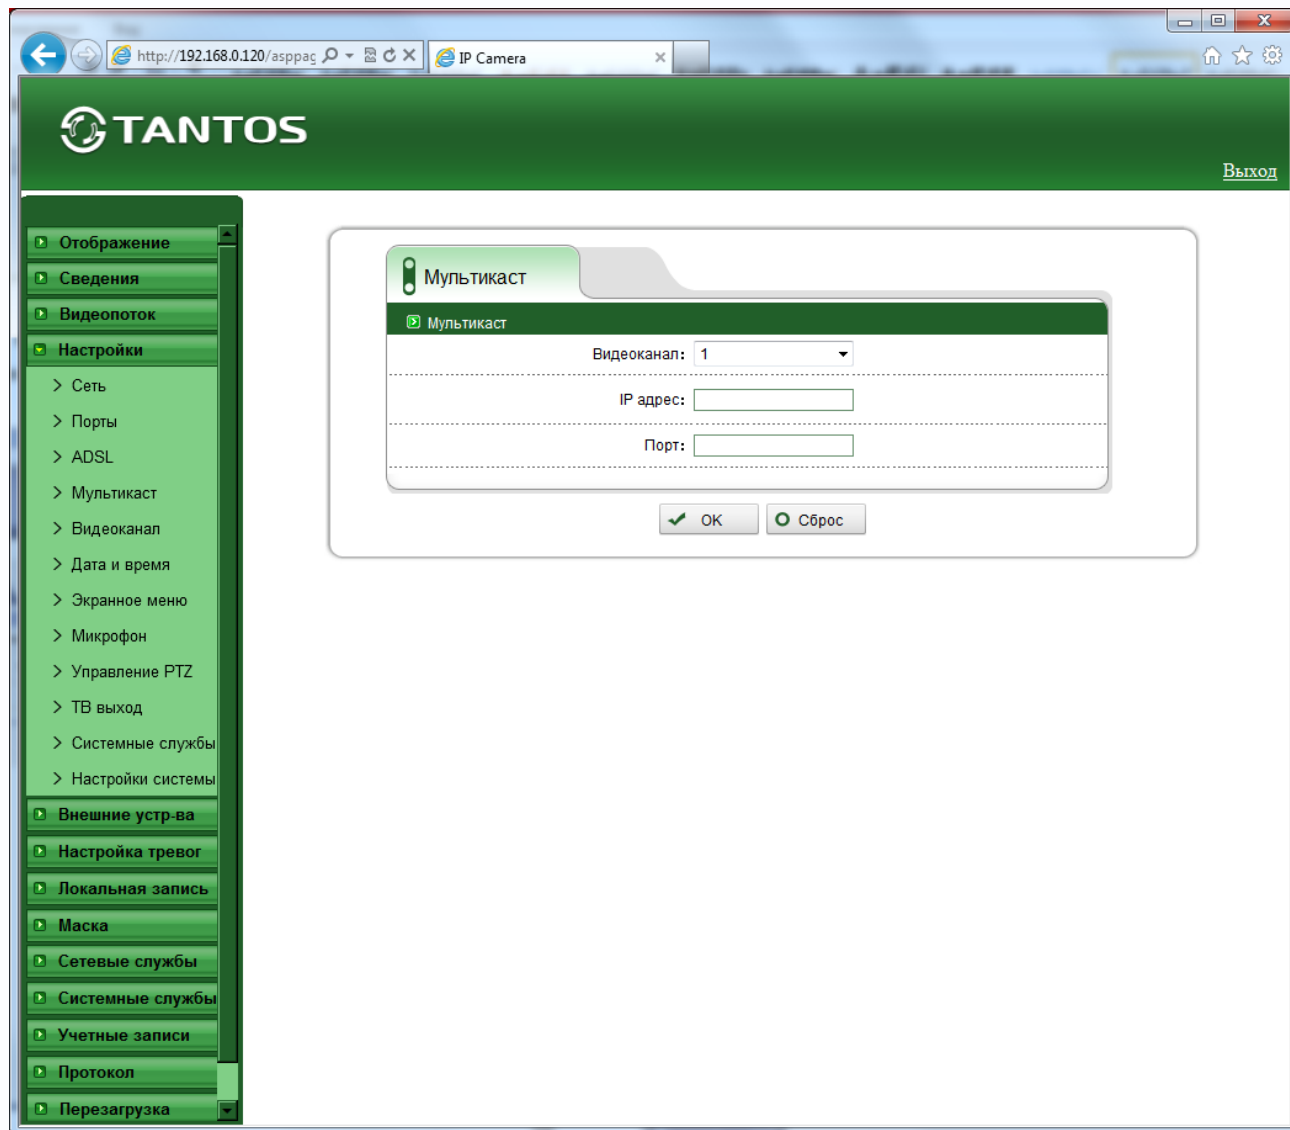 http://192.168.0.120/asppag
IP Camera
TANTOS
Выход
Отображение
Сведения
Видеопоток
Настройки
Сеть
Порты
ADSL
Мультикаст
Видеоканал
Дата и время
Экранное меню
Микрофон
Управление PTZ
ТВ выход
Системные службы
Настройки системы
Внешние устр-ва
Настройка тревог
Локальная запись
Маска
Сетевые службы
Системные службы
Учетные записи
Протокол
Перезагрузка
Мультикаст
Мультикаст
Видеоканал: 1
IP адрес:
Порт:
OK Сброс